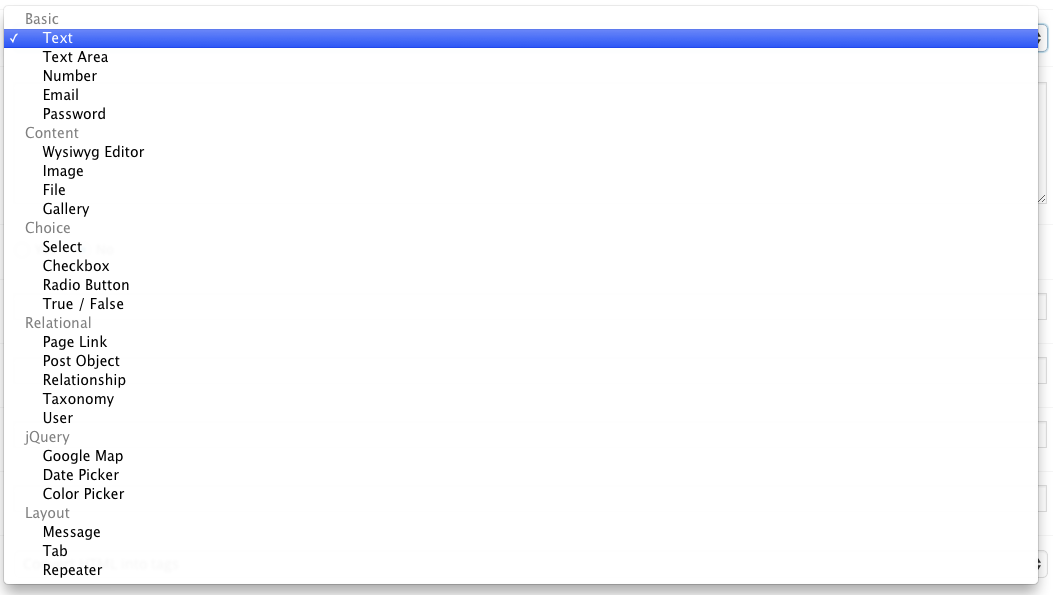 Basic
✓ Text
Text Area
Number
Email
Password
Content
Wysiwyg Editor
Image
File
Gallery
Choice
Select
Checkbox
Radio Button
True / False
Relational
Page Link
Post Object
Relationship
Taxonomy
User
jQuery
Google Map
Date Picker
Color Picker
Layout
Message
Tab
Repeater